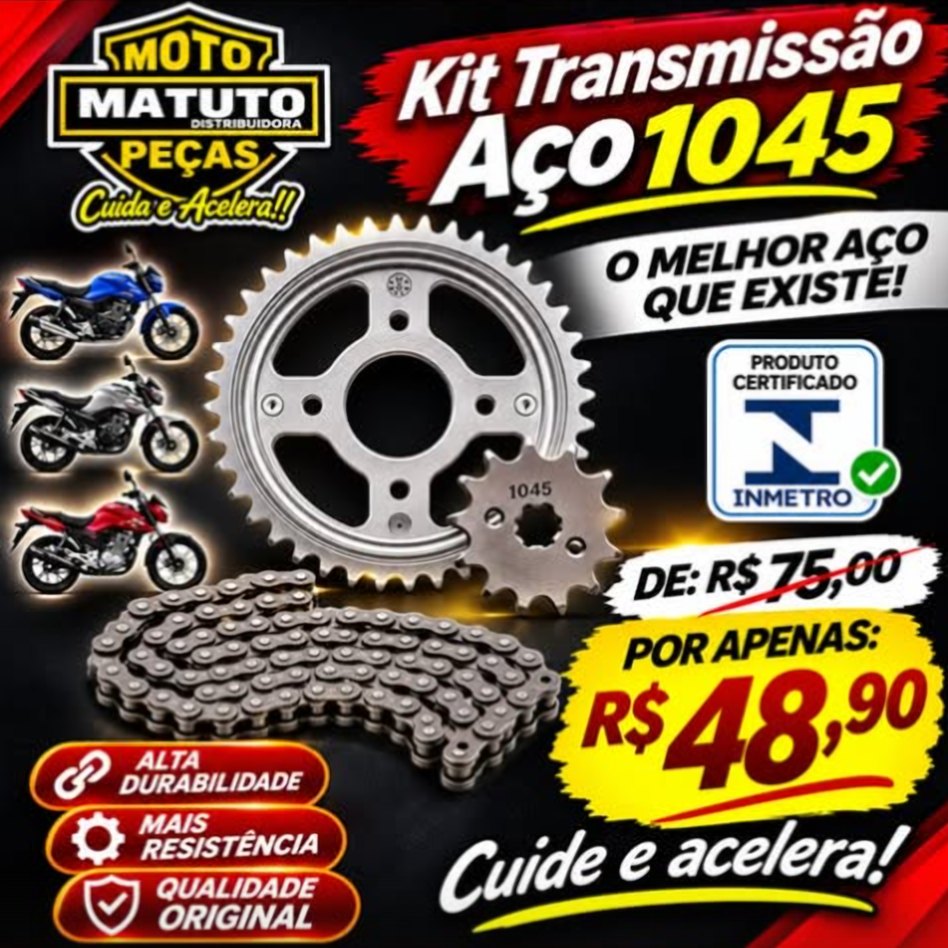 MOTO
MATUTO
DISTRIBUIDORA
PEÇAS
Cuida e Acelera!!
Kit Transmissão
Aço 1045
O MELHOR AÇO
QUE EXISTE!
PRODUTO
CERTIFICADO
INMETRO
1045
DE: R$ 75,00
POR APENAS:
R$ 48,90
ALTA
DURABILIDADE
MAIS
RESISTÊNCIA
QUALIDADE
ORIGINAL
Cuide e acelera!